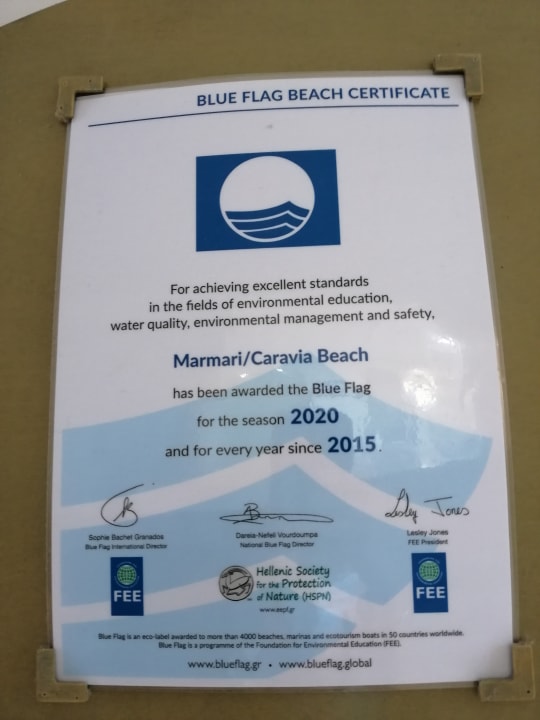 BLUE FLAG BEACH CERTIFICATE
For achieving excellent standards
in the fields of environmental education,
water quality, environmental management and safety,
Marmari/Caravia Beach
has been awarded the Blue Flag
for the season 2020
and for every year since 2015.
Sophie Bachet Granados
Blue Flag International Director
Dareia-Nefeli Vourdoumpa
National Blue Flag Director
Lesley Jones
Lesley Jones
FEE President
FEE
Hellenic Society
for the Protection
of Nature (HSPN)
www.eepf.gr
FEE
Blue Flag is an eco-label awarded to more than 4000 beaches, marinas and ecotourism boats in 50 countries worldwide.
Blue Flag is a programme of the Foundation for Environmental Education (FEE).
www.blueflag.gr • www.blueflag.global